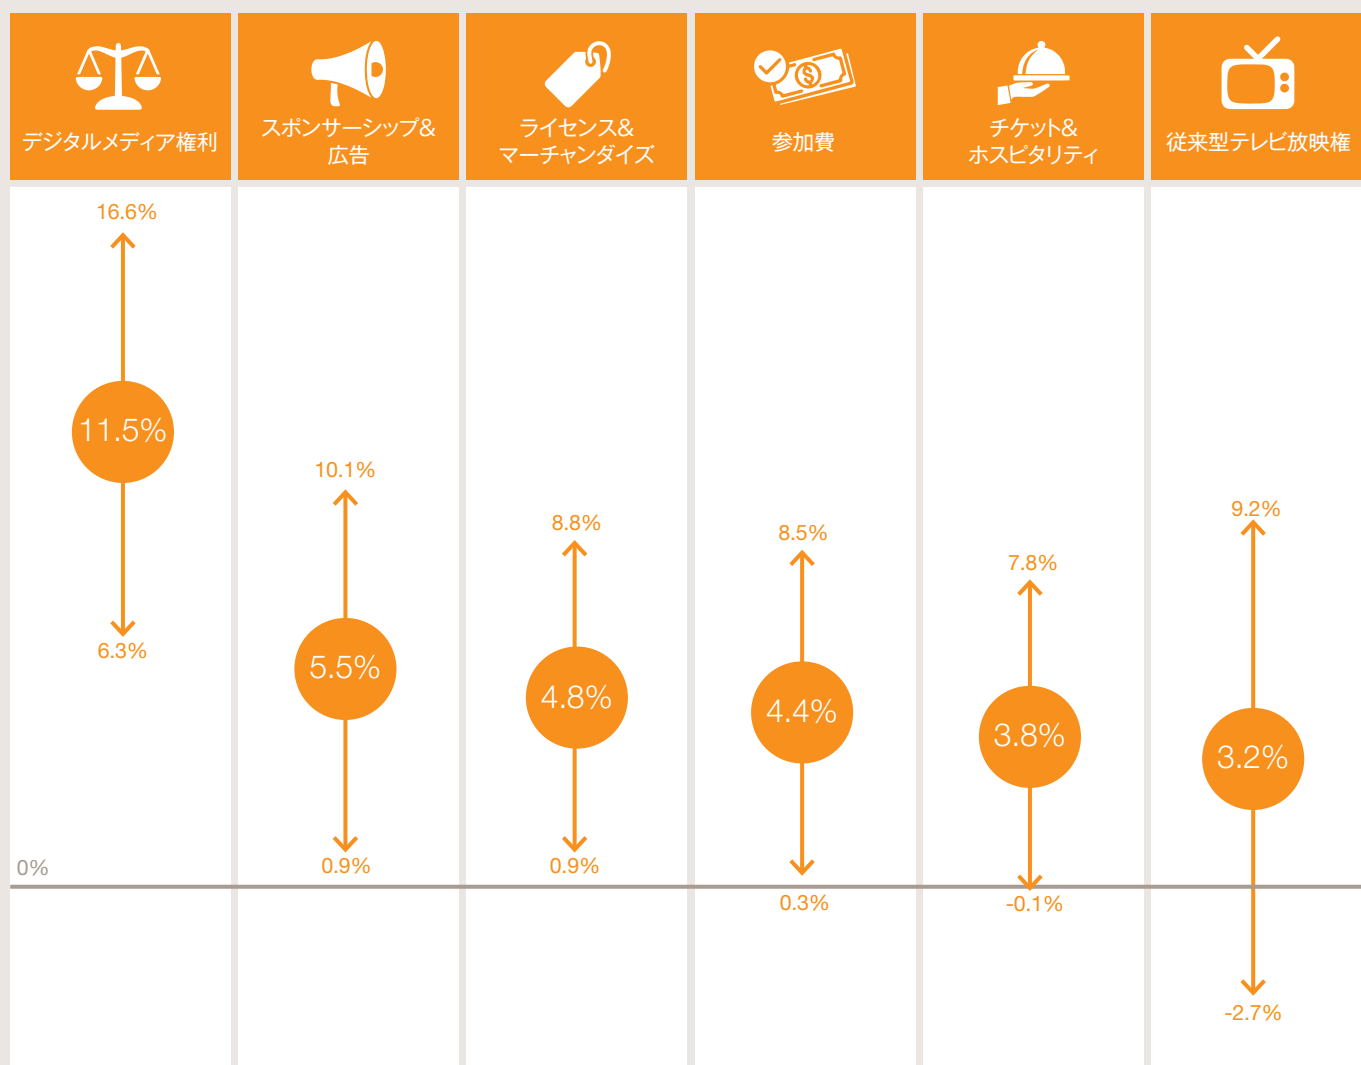 デジタルメディア権利
スポンサーシップ&
広告
ライセンス&
マーチャンダイズ
参加費
チケット&
ホスピタリティ
従来型テレビ放映権
16.6%
11.5%
6.3%
10.1%
5.5%
0.9%
8.8%
4.8%
0.9%
8.5%
4.4%
0.3%
7.8%
3.8%
-0.1%
9.2%
3.2%
-2.7%
0%